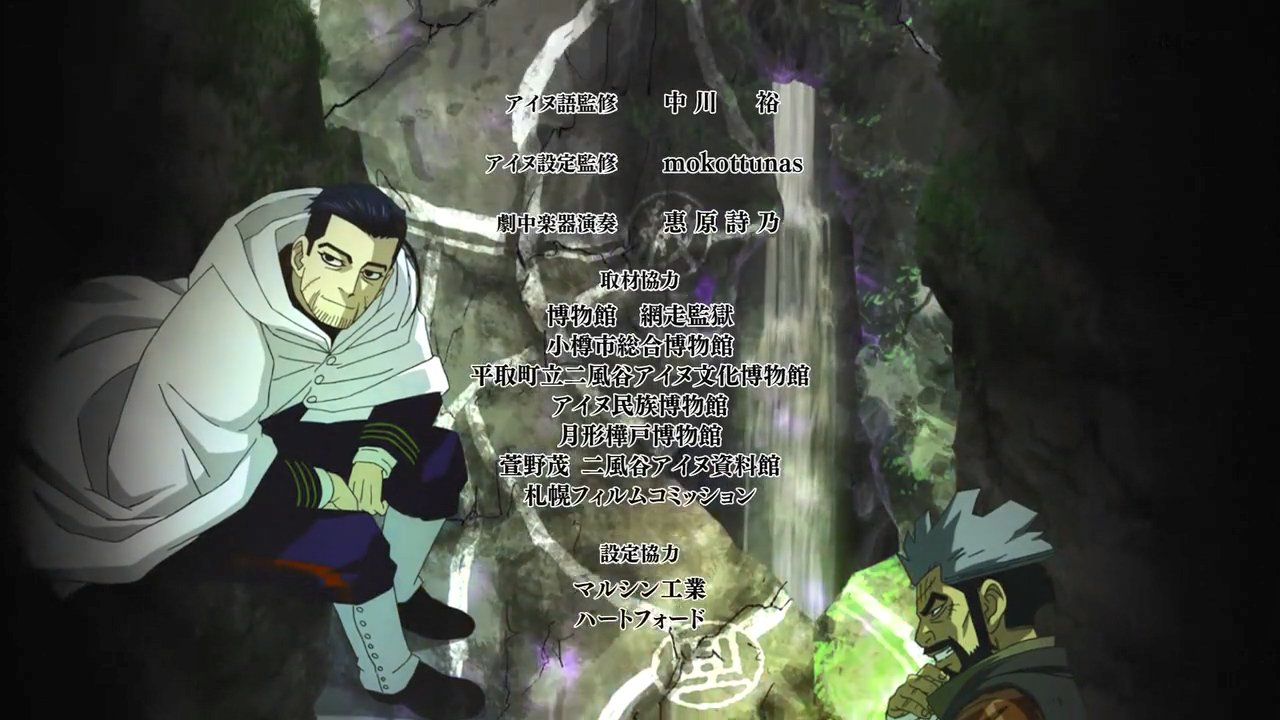 アイヌ語監修 中川 裕
アイヌ設定監修 mokottunas
劇中楽器演奏 恵原詩乃
取材協力
博物館 網走監獄
小樽市総合博物館
平取町立二風谷アイヌ文化博物館
アイヌ民族博物館
月形樺戸博物館
萱野茂 二風谷アイヌ資料館
札幌フィルムコミッション
設定協力
マルシン工業
ハートフォード